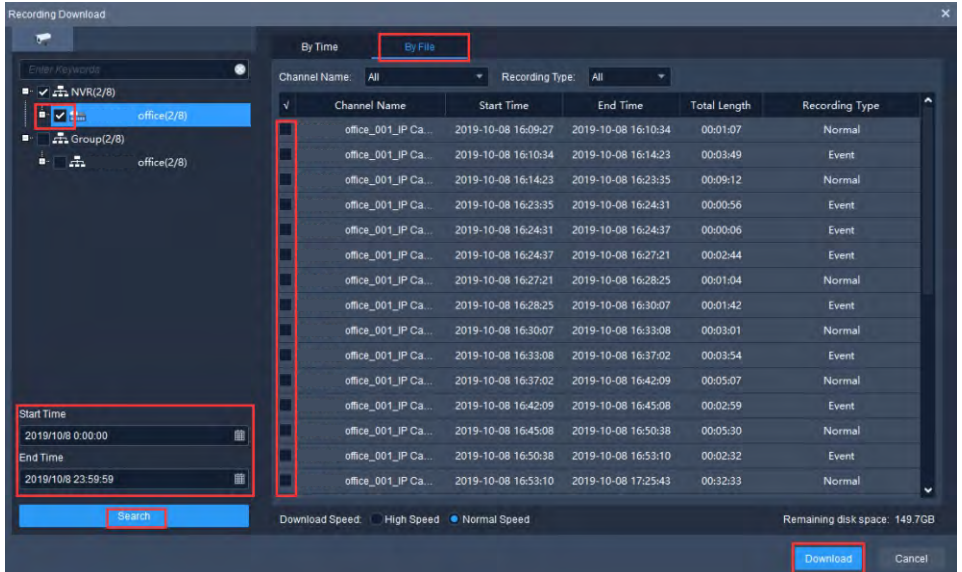 Recording Download
Enter Keywords
NVR(2/8)
office(2/8)
Group(2/8)
office(2/8)
Start Time
2019/10/8 0:00:00
End Time
2019/10/8 23:59:59
Search
By Time By File
Channel Name: All Recording Type: All
√ Channel Name Start Time End Time Total Length Recording Type
office_001_IP Ca... 2019-10-08 16:09:27 2019-10-08 16:10:34 00:01:07 Normal
office_001_IP Ca... 2019-10-08 16:10:34 2019-10-08 16:14:23 00:03:49 Event
office_001_IP Ca... 2019-10-08 16:14:23 2019-10-08 16:23:35 00:09:12 Normal
office_001_IP Ca... 2019-10-08 16:23:35 2019-10-08 16:24:31 00:00:56 Event
office_001_IP Ca... 2019-10-08 16:24:31 2019-10-08 16:24:37 00:00:06 Event
office_001_IP Ca... 2019-10-08 16:24:37 2019-10-08 16:27:21 00:02:44 Event
office_001_IP Ca... 2019-10-08 16:27:21 2019-10-08 16:28:25 00:01:04 Normal
office_001_IP Ca... 2019-10-08 16:28:25 2019-10-08 16:30:07 00:01:42 Event
office_001_IP Ca... 2019-10-08 16:30:07 2019-10-08 16:33:08 00:03:01 Normal
office_001_IP Ca... 2019-10-08 16:33:08 2019-10-08 16:37:02 00:03:54 Event
office_001_IP Ca... 2019-10-08 16:37:02 2019-10-08 16:42:09 00:05:07 Normal
office_001_IP Ca... 2019-10-08 16:42:09 2019-10-08 16:45:08 00:02:59 Event
office_001_IP Ca... 2019-10-08 16:45:08 2019-10-08 16:50:38 00:05:30 Normal
office_001_IP Ca... 2019-10-08 16:50:38 2019-10-08 16:53:10 00:02:32 Event
office_001_IP Ca... 2019-10-08 16:53:10 2019-10-08 17:25:43 00:32:33 Normal
Download Speed: High Speed Normal Speed Remaining disk space: 149.7GB
Download Cancel